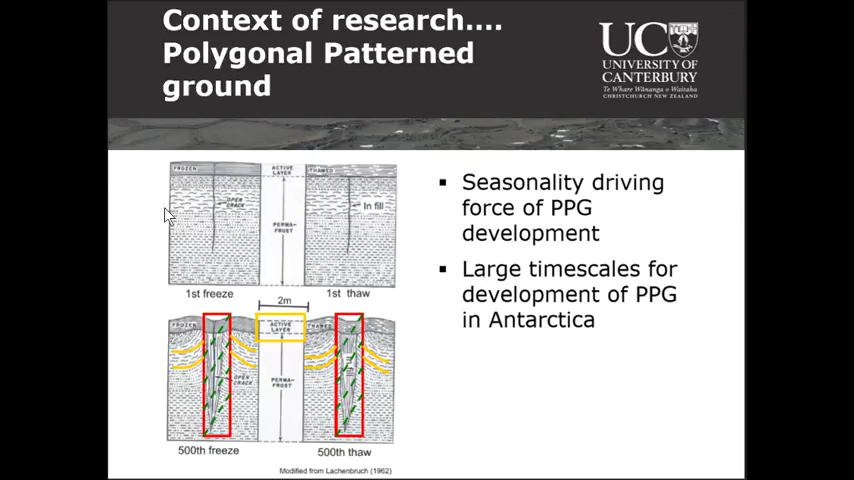 Context of research....
Polygonal Patterned
ground
UC
UNIVERSITY OF
CANTERBURY
Te Whare Wānanga o Waitaha
CHRISTCHURCH NEW ZEALAND
FROZEN
ACTIVE
LAYER
THAWED
OPEN
CRACK
In fill
PERMA-
FROST
1st freeze
1st thaw
2m
FROZEN
ACTIVE
LAYER
THAWED
OPEN
CRACK
PERMA-
FROST
500th freeze
500th thaw
Modified from Lachenbruch (1962)
▪ Seasonality driving
force of PPG
development
▪ Large timescales for
development of PPG
in Antarctica